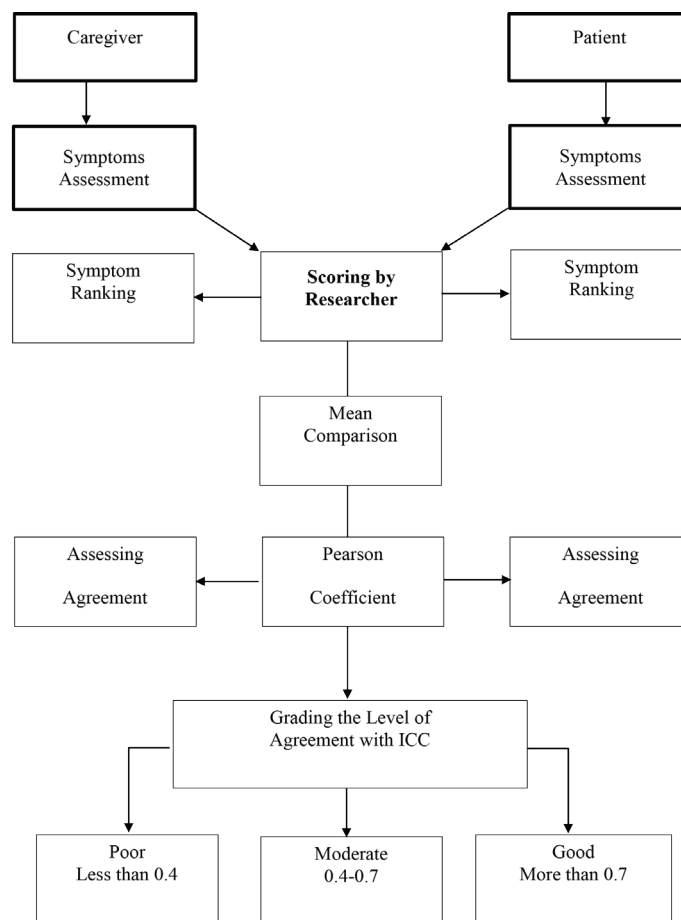 Caregiver
Patient
Symptoms
Assessment
Symptoms
Assessment
Symptom
Ranking
Scoring by
Researcher
Symptom
Ranking
Mean
Comparison
Assessing
Agreement
Pearson
Coefficient
Assessing
Agreement
Grading the Level of
Agreement with ICC
Poor
Less than 0.4
Moderate
0.4-0.7
Good
More than 0.7